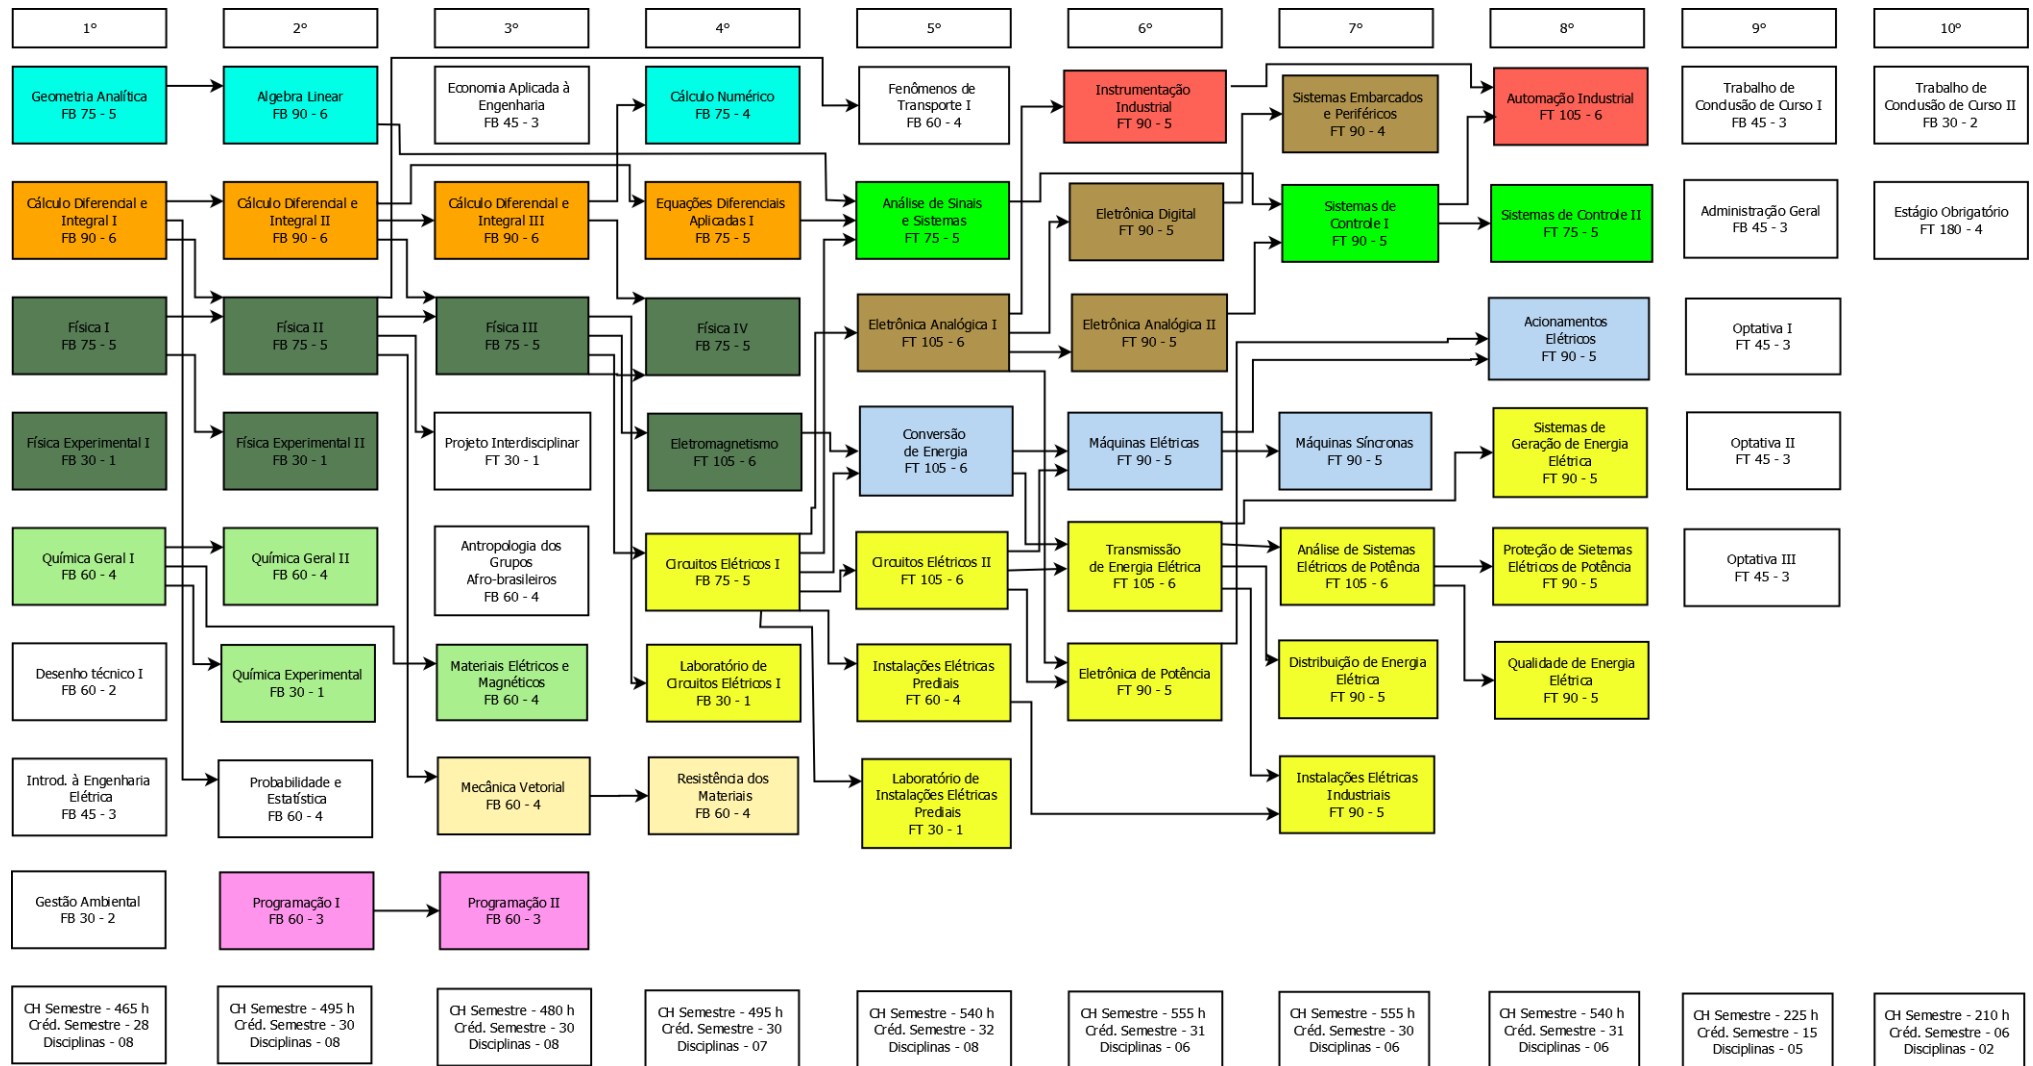 1º
2º
3º
4º
5º
6º
7º
8º
9º
10º
Geometria Analítica
FB 75 - 5
Algebra Linear
FB 90 - 6
Economia Aplicada à
Engenharia
FB 45 - 3
Cálculo Numérico
FB 75 - 4
Fenômenos de
Transporte I
FB 60 - 4
Instrumentação
Industrial
FT 90 - 5
Sistemas Embarcados
e Periféricos
FT 90 - 4
Automação Industrial
FT 105 - 6
Trabalho de
Conclusão de Curso I
FB 45 - 3
Trabalho de
Conclusão de Curso II
FB 30 - 2
Cálculo Diferencial e
Integral I
FB 90 - 6
Cálculo Diferencial e
Integral II
FB 90 - 6
Cálculo Diferencial e
Integral III
FB 90 - 6
Equações Diferenciais
Aplicadas I
FB 75 - 5
Análise de Sinais
e Sistemas
FT 75 - 5
Eletrônica Digital
FT 90 - 5
Sistemas de
Controle I
FT 90 - 5
Sistemas de Controle II
FT 75 - 5
Administração Geral
FB 45 - 3
Estágio Obrigatório
FT 180 - 4
Física I
FB 75 - 5
Física II
FB 75 - 5
Física III
FB 75 - 5
Física IV
FB 75 - 5
Eletrônica Analógica I
FT 105 - 6
Eletrônica Analógica II
FT 90 - 5
Acionamentos
Elétricos
FT 90 - 5
Optativa I
FT 45 - 3
Física Experimental I
FB 30 - 1
Física Experimental II
FB 30 - 1
Projeto Interdisciplinar
FT 30 - 1
Eletromagnetismo
FT 105 - 6
Conversão
de Energia
FT 105 - 6
Máquinas Elétricas
FT 90 - 5
Máquinas Síncronas
FT 90 - 5
Sistemas de
Geração de Energia
Elétrica
FT 90 - 5
Optativa II
FT 45 - 3
Química Geral I
FB 60 - 4
Química Geral II
FB 60 - 4
Antropologia dos
Grupos
Afro-brasileiros
FB 60 - 4
Circuitos Elétricos I
FB 75 - 5
Circuitos Elétricos II
FT 105 - 6
Transmissão
de Energia Elétrica
FT 105 - 6
Análise de Sistemas
Elétricos de Potência
FT 105 - 6
Proteção de Sietemas
Elétricos de Potência
FT 90 - 5
Optativa III
FT 45 - 3
Desenho técnico I
FB 60 - 2
Química Experimental
FB 30 - 1
Materiais Elétricos e
Magnéticos
FB 60 - 4
Laboratório de
Circuitos Elétricos I
FB 30 - 1
Instalações Elétricas
Prediais
FT 60 - 4
Eletrônica de Potência
FT 90 - 5
Distribuição de Energia
Elétrica
FT 90 - 5
Qualidade de Energia
Elétrica
FT 90 - 5
Introd. à Engenharia
Elétrica
FB 45 - 3
Probabilidade e
Estatística
FB 60 - 4
Mecânica Vetorial
FB 60 - 4
Resistência dos
Materiais
FB 60 - 4
Laboratório de
Instalações Elétricas
Prediais
FT 30 - 1
Instalações Elétricas
Industriais
FT 90 - 5
Gestão Ambiental
FB 30 - 2
Programação I
FB 60 - 3
Programação II
FB 60 - 3
CH Semestre - 465 h
Créd. Semestre - 28
Disciplinas - 08
CH Semestre - 495 h
Créd. Semestre - 30
Disciplinas - 08
CH Semestre - 480 h
Créd. Semestre - 30
Disciplinas - 08
CH Semestre - 495 h
Créd. Semestre - 30
Disciplinas - 07
CH Semestre - 540 h
Créd. Semestre - 32
Disciplinas - 08
CH Semestre - 555 h
Créd. Semestre - 31
Disciplinas - 06
CH Semestre - 555 h
Créd. Semestre - 30
Disciplinas - 06
CH Semestre - 540 h
Créd. Semestre - 31
Disciplinas - 06
CH Semestre - 225 h
Créd. Semestre - 15
Disciplinas - 05
CH Semestre - 210 h
Créd. Semestre - 06
Disciplinas - 02